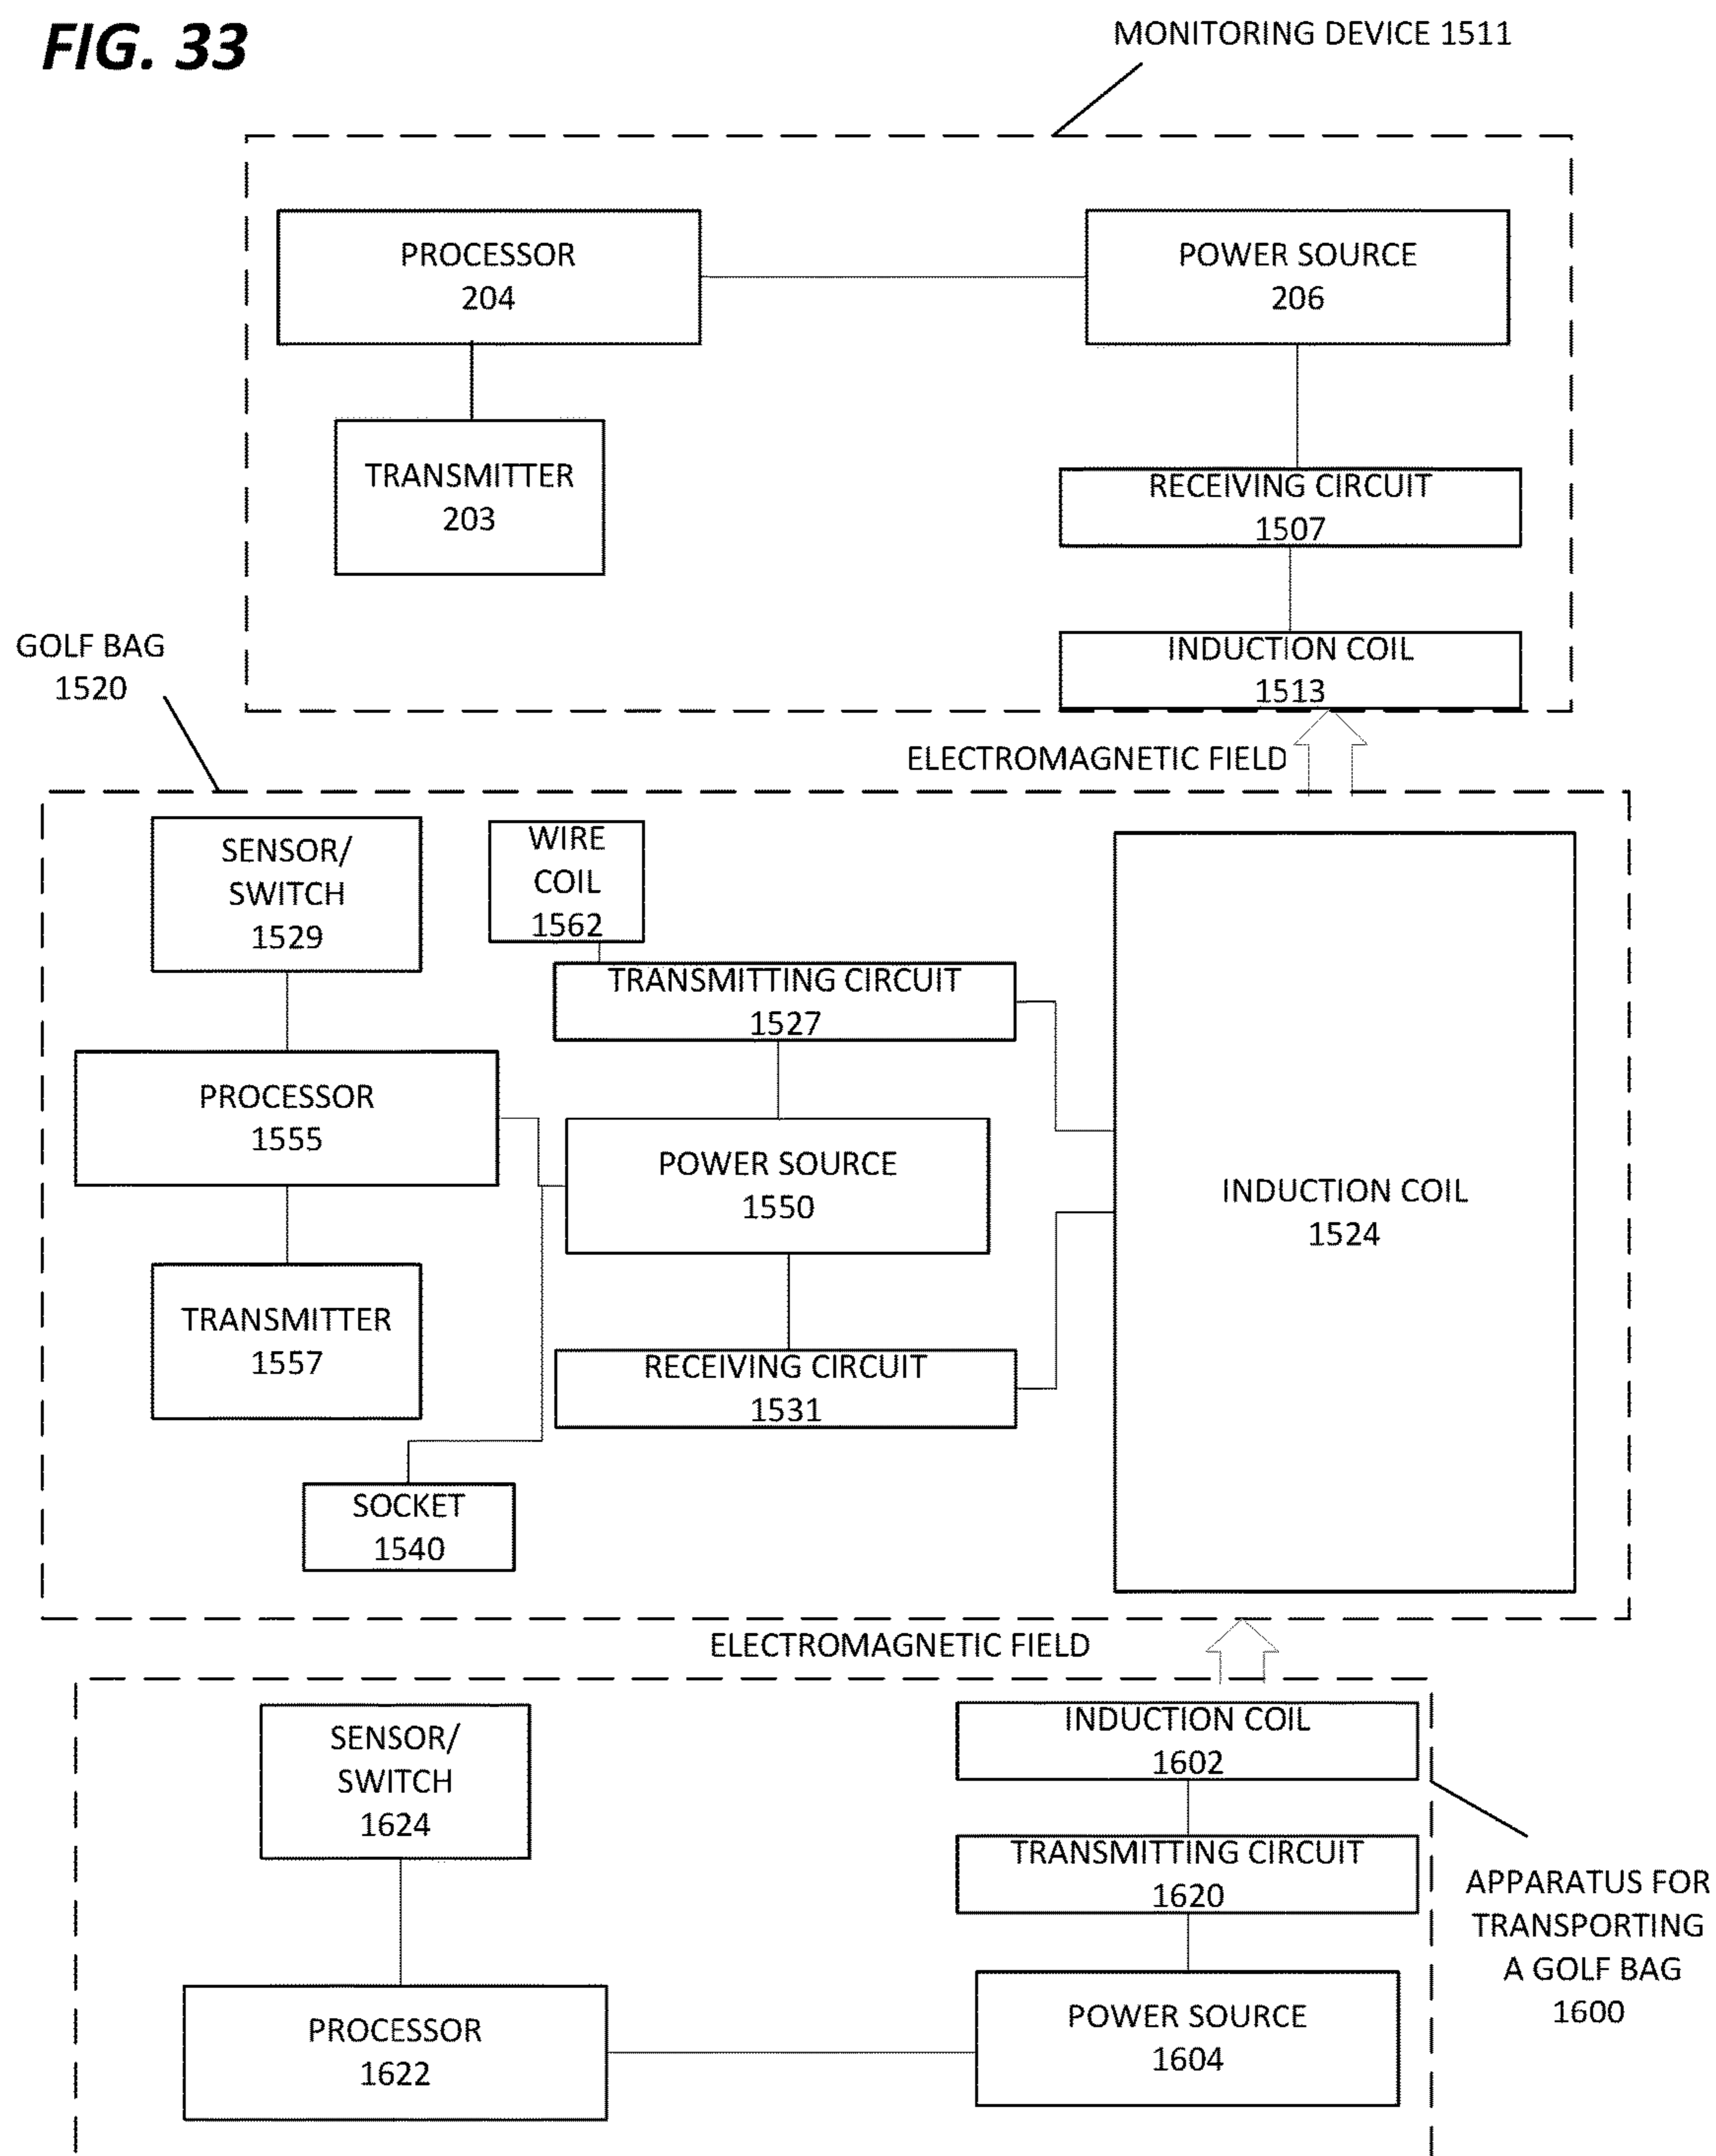 FIG. 33
MONITORING DEVICE 1511
PROCESSOR
204
POWER SOURCE
206
TRANSMITTER
203
RECEIVING CIRCUIT
1507
INDUCTION COIL
1513
GOLF BAG
1520
ELECTROMAGNETIC FIELD
SENSOR/
SWITCH
1529
WIRE
COIL
1562
TRANSMITTING CIRCUIT
1527
PROCESSOR
1555
POWER SOURCE
1550
INDUCTION COIL
1524
TRANSMITTER
1557
RECEIVING CIRCUIT
1531
SOCKET
1540
ELECTROMAGNETIC FIELD
SENSOR/
SWITCH
1624
INDUCTION COIL
1602
TRANSMITTING CIRCUIT
1620
APPARATUS FOR
TRANSPORTING
A GOLF BAG
1600
PROCESSOR
1622
POWER SOURCE
1604